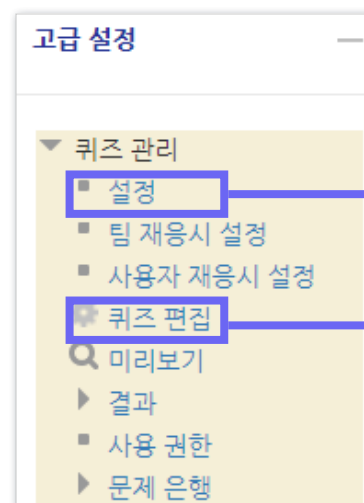 고급 설정
퀴즈 관리
설정
팀 재응시 설정
사용자 재응시 설정
퀴즈 편집
미리보기
결과
사용 권한
문제 은행